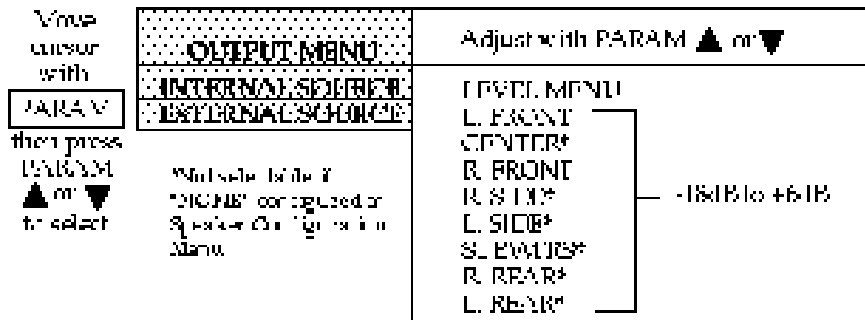 Move
cursor
with
PARAM
then press
PARAM
▲ or ▼
to select
OUTPUT MENU
INTERNAL SOURCE
EXTERNAL SOURCE
*Not selectable if
"NONE" configured in
Speaker Configuration
Menu
Adjust with PARAM ▲ or ▼
LEVEL MENU
L. FRONT
CENTER*
R. FRONT
R. SIDE*
L. SIDE*
R. REAR*
L. REAR*
to +6dB